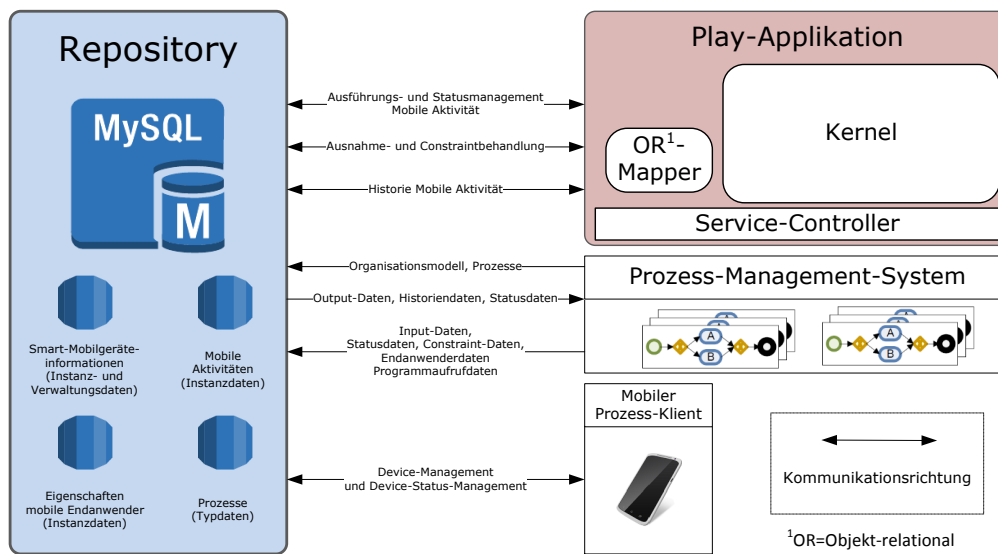 Repository
MySQL
M
Smart-Mobilgeräte-
informationen
(Instanz- und
Verwaltungsdaten)
Mobile
Aktivitäten
(Instanzdaten)
Eigenschaften
mobile Endanwender
(Instanzdaten)
Prozesse
(Typdaten)
Ausführungs- und Statusmanagement
Mobile Aktivität
Ausnahme- und Constraintbehandlung
Historie Mobile Aktivität
Organisationsmodell, Prozesse
Output-Daten, Historiendaten, Statusdaten
Input-Daten,
Statusdaten, Constraint-Daten,
Endanwenderdaten
Programmaufrufdaten
Device-Management
und Device-Status-Management
Play-Applikation
OR¹-
Mapper
Kernel
Service-Controller
Prozess-Management-System
A
B
A
B
Mobiler
Prozess-Klient
Kommunikationsrichtung
¹OR=Objekt-relational